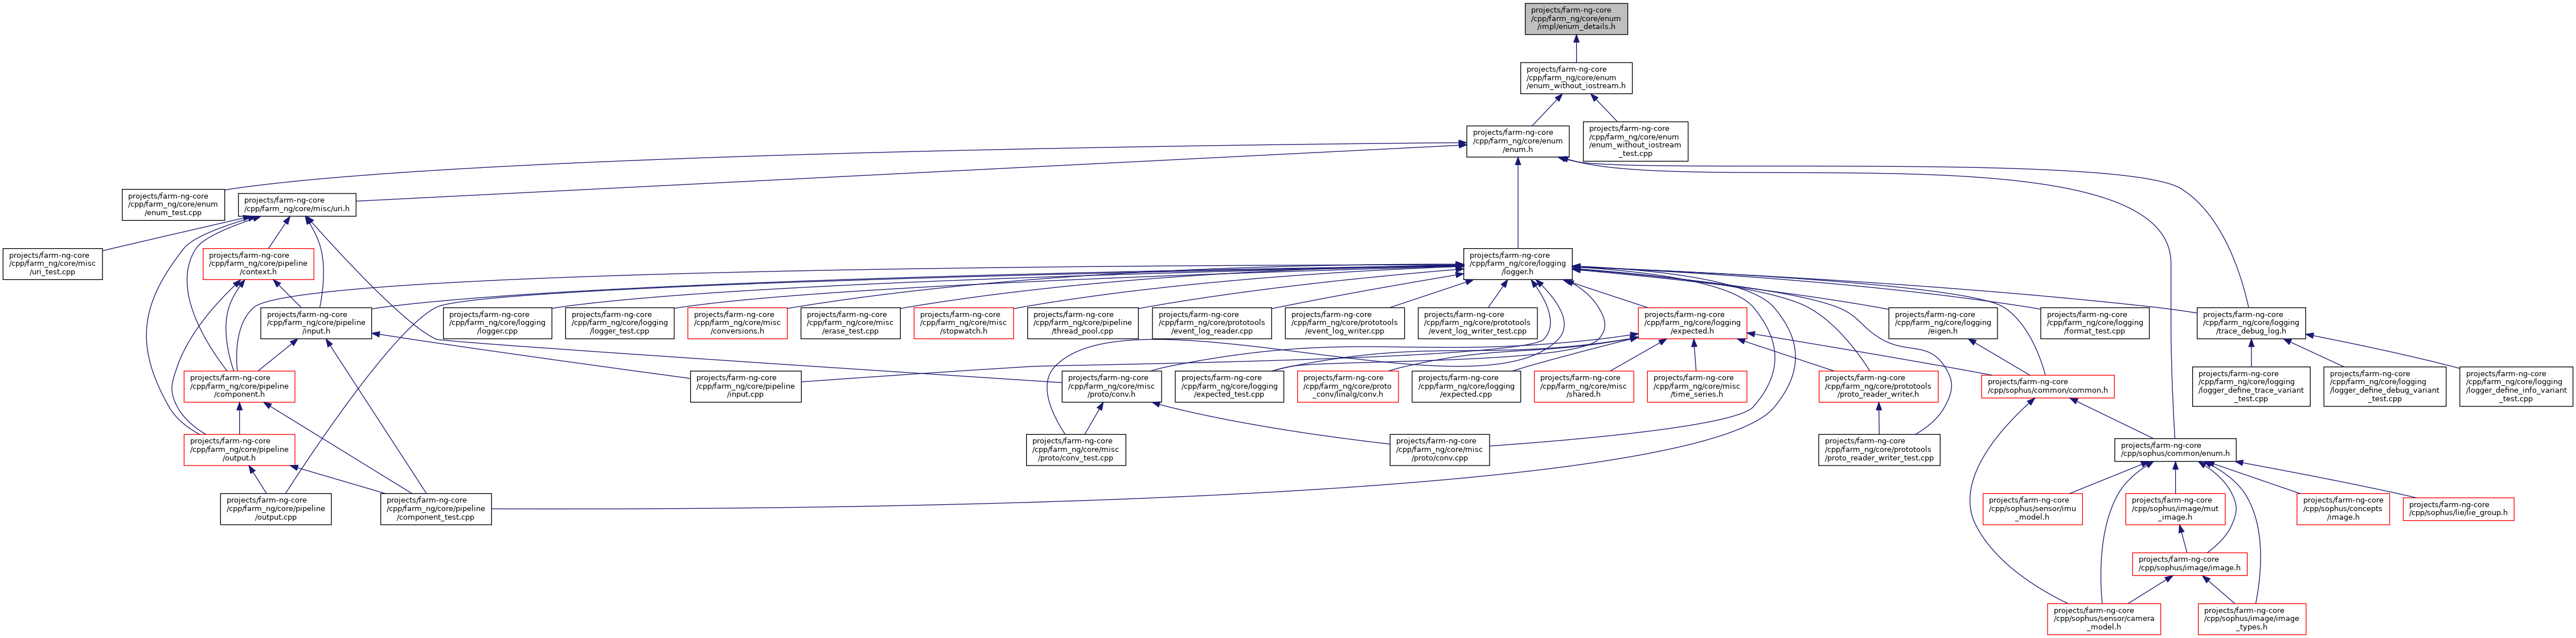 projects/farm-ng-core
/cpp/farm_ng/core/enum
/impl/enum_details.h
projects/farm-ng-core
/cpp/farm_ng/core/enum
/enum_without_iostream.h
projects/farm-ng-core
/cpp/farm_ng/core/enum
/enum.h
projects/farm-ng-core
/cpp/farm_ng/core/enum
/enum_without_iostream
_test.cpp
projects/farm-ng-core
/cpp/farm_ng/core/enum
/enum_test.cpp
projects/farm-ng-core
/cpp/farm_ng/core/misc/uri.h
projects/farm-ng-core
/cpp/farm_ng/core/misc
/uri_test.cpp
projects/farm-ng-core
/cpp/farm_ng/core/pipeline
/context.h
projects/farm-ng-core
/cpp/farm_ng/core/logging
/logger.h
projects/farm-ng-core
/cpp/farm_ng/core/pipeline
/input.h
projects/farm-ng-core
/cpp/farm_ng/core/logging
/logger.cpp
projects/farm-ng-core
/cpp/farm_ng/core/logging
/logger_test.cpp
projects/farm-ng-core
/cpp/farm_ng/core/misc
/conversions.h
projects/farm-ng-core
/cpp/farm_ng/core/misc
/erase_test.cpp
projects/farm-ng-core
/cpp/farm_ng/core/misc
/stopwatch.h
projects/farm-ng-core
/cpp/farm_ng/core/pipeline
/thread_pool.cpp
projects/farm-ng-core
/cpp/farm_ng/core/prototools
/event_log_reader.cpp
projects/farm-ng-core
/cpp/farm_ng/core/prototools
/event_log_writer.cpp
projects/farm-ng-core
/cpp/farm_ng/core/prototools
/event_log_writer_test.cpp
projects/farm-ng-core
/cpp/farm_ng/core/logging
/expected.h
projects/farm-ng-core
/cpp/farm_ng/core/logging
/eigen.h
projects/farm-ng-core
/cpp/farm_ng/core/logging
/format_test.cpp
projects/farm-ng-core
/cpp/farm_ng/core/logging
/trace_debug_log.h
projects/farm-ng-core
/cpp/farm_ng/core/pipeline
/component.h
projects/farm-ng-core
/cpp/farm_ng/core/pipeline
/input.cpp
projects/farm-ng-core
/cpp/farm_ng/core/misc
/proto/conv.h
projects/farm-ng-core
/cpp/farm_ng/core/logging
/expected_test.cpp
projects/farm-ng-core
/cpp/farm_ng/core/proto
_conv/linalg/conv.h
projects/farm-ng-core
/cpp/farm_ng/core/logging
/expected.cpp
projects/farm-ng-core
/cpp/farm_ng/core/misc
/shared.h
projects/farm-ng-core
/cpp/farm_ng/core/misc
/time_series.h
projects/farm-ng-core
/cpp/farm_ng/core/prototools
/proto_reader_writer.h
projects/farm-ng-core
/cpp/sophus/common/common.h
projects/farm-ng-core
/cpp/farm_ng/core/logging
/logger_define_trace_variant
_test.cpp
projects/farm-ng-core
/cpp/farm_ng/core/logging
/logger_define_debug_variant
_test.cpp
projects/farm-ng-core
/cpp/farm_ng/core/logging
/logger_define_info_variant
_test.cpp
projects/farm-ng-core
/cpp/farm_ng/core/pipeline
/output.h
projects/farm-ng-core
/cpp/farm_ng/core/misc
/proto/conv_test.cpp
projects/farm-ng-core
/cpp/farm_ng/core/misc
/proto/conv.cpp
projects/farm-ng-core
/cpp/farm_ng/core/prototools
/proto_reader_writer_test.cpp
projects/farm-ng-core
/cpp/sophus/common/enum.h
projects/farm-ng-core
/cpp/farm_ng/core/pipeline
/output.cpp
projects/farm-ng-core
/cpp/farm_ng/core/pipeline
/component_test.cpp
projects/farm-ng-core
/cpp/sophus/sensor/imu
_model.h
projects/farm-ng-core
/cpp/sophus/image/mut
_image.h
projects/farm-ng-core
/cpp/sophus/concepts
/image.h
projects/farm-ng-core
/cpp/sophus/lie/lie_group.h
projects/farm-ng-core
/cpp/sophus/image/image.h
projects/farm-ng-core
/cpp/sophus/sensor/camera
_model.h
projects/farm-ng-core
/cpp/sophus/image/image
_types.h